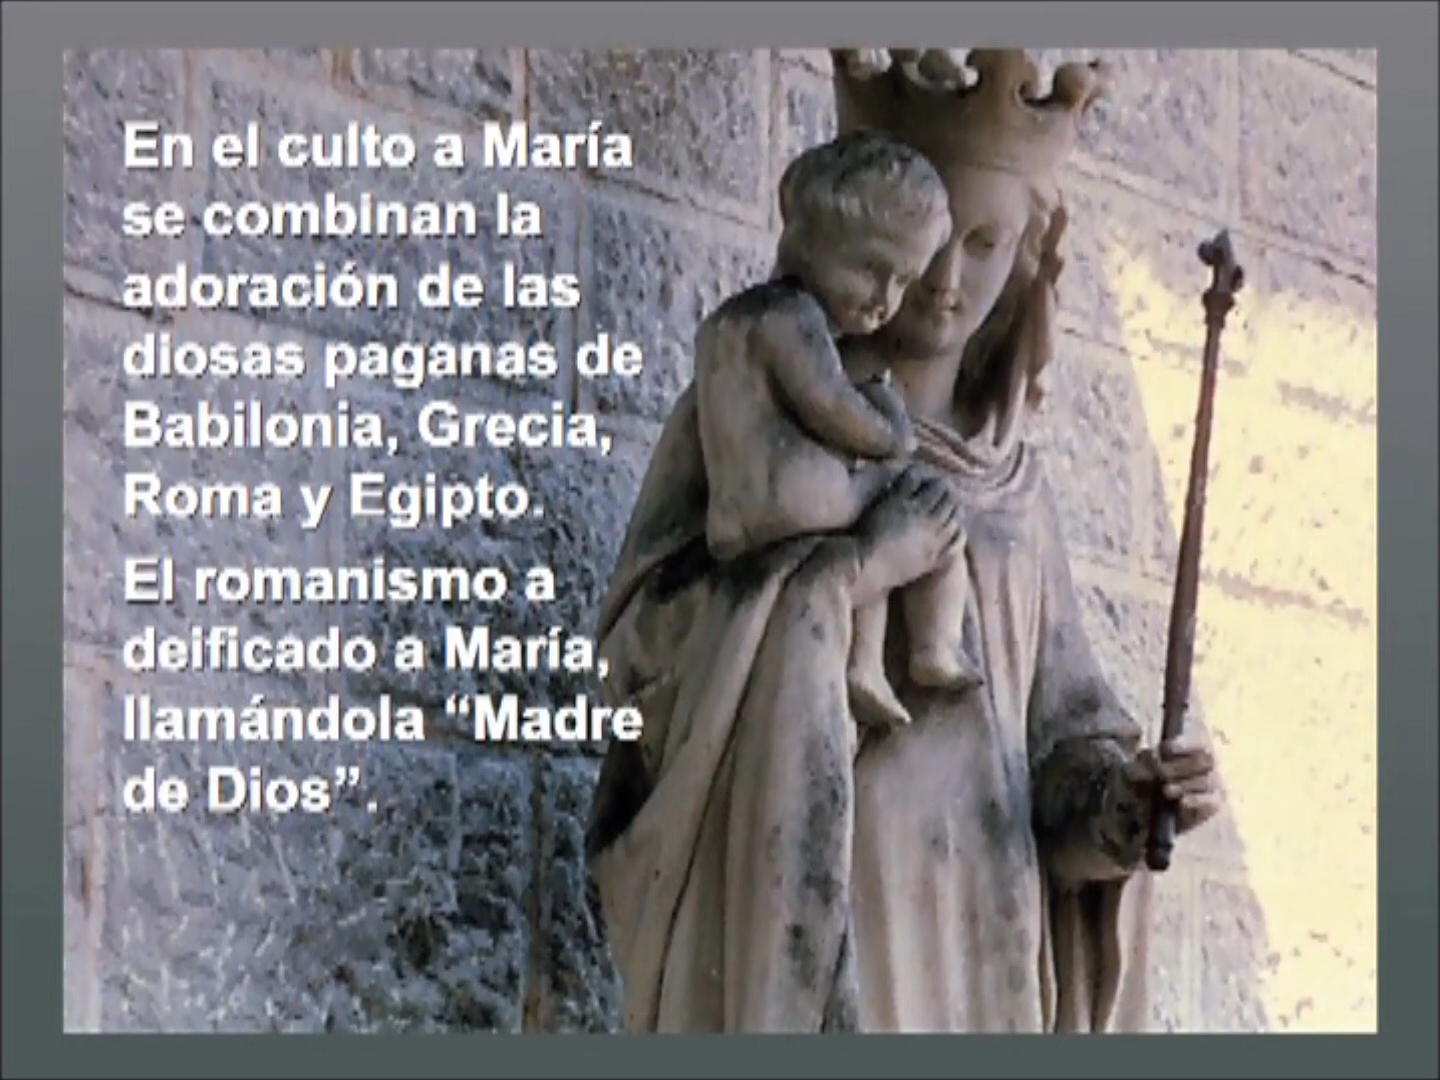 En el culto a María
se combinan la
adoración de las
diosas paganas de
Babilonia, Grecia,
Roma y Egipto.
El romanismo a
deificado a María,
llamándola “Madre
de Dios”.